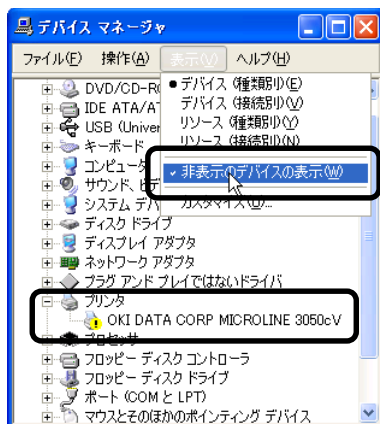 デバイス マネージャ
ファイル(F) 操作(A) 表示(V) ヘルプ(H)
デバイス (種類別)(E)
デバイス (接続別)(V)
リソース (種類別)(Y)
リソース (接続別)(N)
非表示のデバイスの表示(W)
カスタマイズ(U)...
DVD/CD-R
IDE ATA/AT
USB (Univer
キーボード
コンピュータ
サウンド、ビデ
システム デバ
ディスク ドライブ
ディスプレイ アダプタ
ネットワーク アダプタ
プラグ アンド プレイではないドライバ
プリンタ
OKI DATA CORP MICROLINE 3050cV
プロセッサ
フロッピー ディスク コントローラ
フロッピー ディスク ドライブ
ポート (COM と LPT)
マウスとそのほかのポインティング デバイス